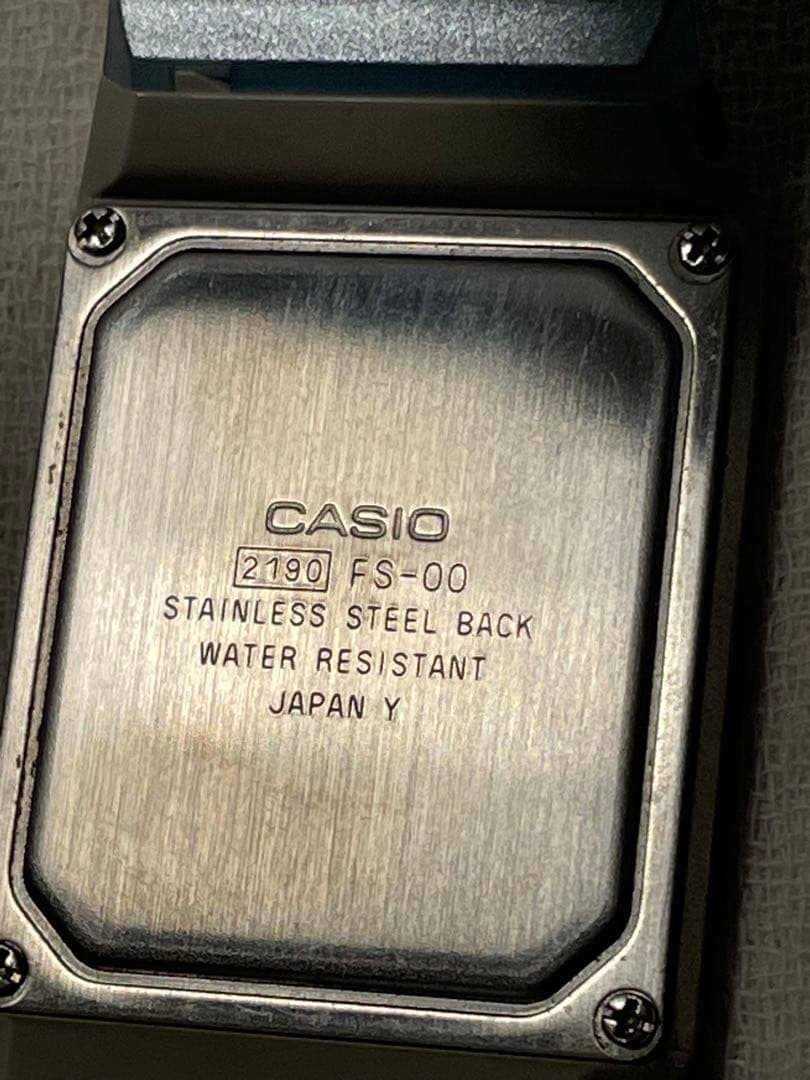 CASIO
2190 FS-00
STAINLESS STEEL BACK
WATER RESISTANT
JAPAN Y